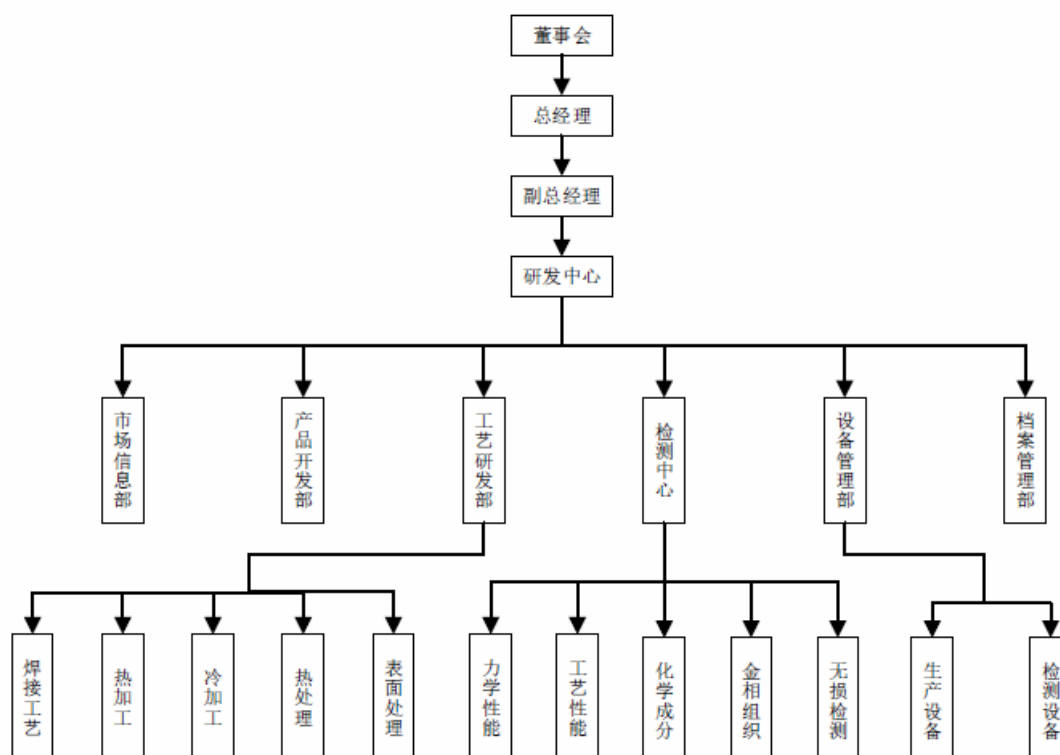 董事会
总经理
副总经理
研发中心
市场信息部
产品开发部
工艺研发部
检测中心
设备管理部
档案管理部
焊接工艺
热加工
冷加工
热处理
表面处理
力学性能
工艺性能
化学成分
金相组织
无损检测
生产设备
检测设备